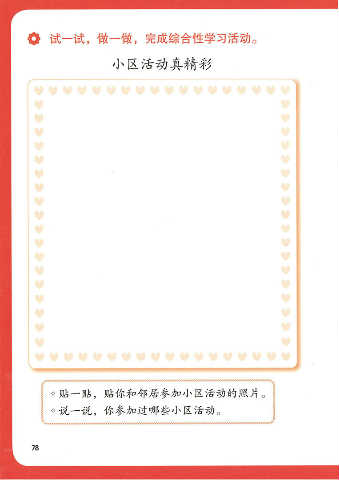 试一试，做一做，完成综合性学习活动。
小区活动真精彩
贴一贴，贴你和邻居参加小区活动的照片。
说一说，你参加过哪些小区活动。
78